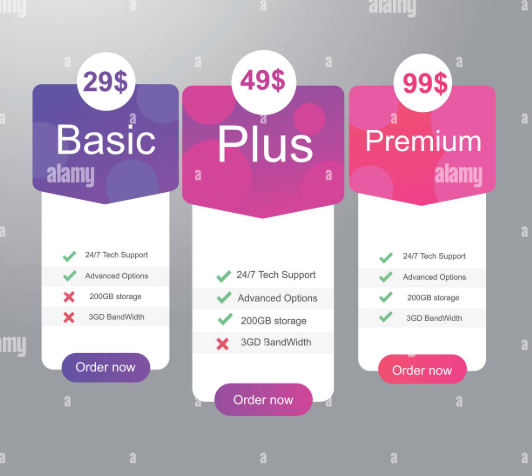 29$
Basic
24/7 Tech Support
Advanced Options
200GB storage
3GD BandWidth
Order now
49$
Plus
24/7 Tech Support
Advanced Options
200GB storage
3GD BandWidth
Order now
99$
Premium
24/7 Tech Support
Advanced Options
200GB storage
3GD BandWidth
Order now
alamy
alamy
alamy
alamy
alamy
a
a
a
a
a
a
a
a
a
a
a
a